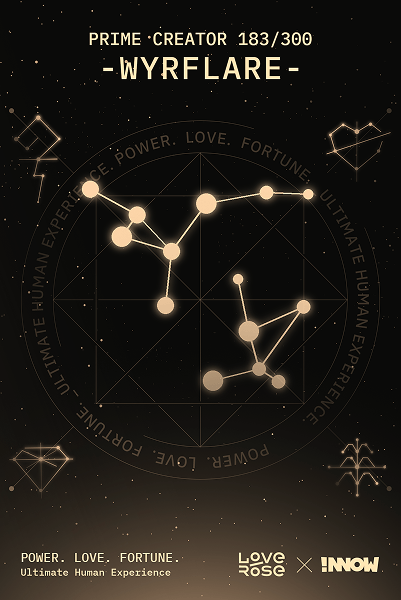 PRIME·CREATOR 183/300
-WYRFLARE-
POWER. LOVE. FORTUNE. - ULTIMATE HUMAN EXPERIENCE.
POWER. LOVE. FORTUNE - ULTIMATE HUMAN EXPERIENCE.
POWER. LOVE. FORTUNE.
Ultimate Human Experience
LOVE
ROSE
×
!NNOW